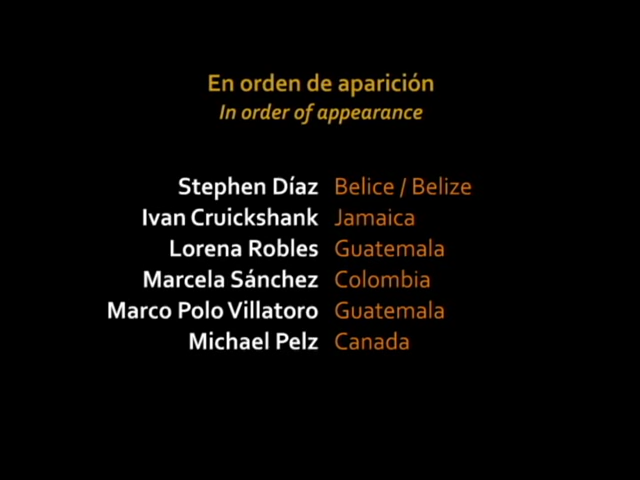 En orden de aparición
In order of appearance
Stephen Díaz Belice / Belize
Ivan Cruickshank Jamaica
Lorena Robles Guatemala
Marcela Sánchez Colombia
Marco Polo Villatoro Guatemala
Michael Pelz Canada